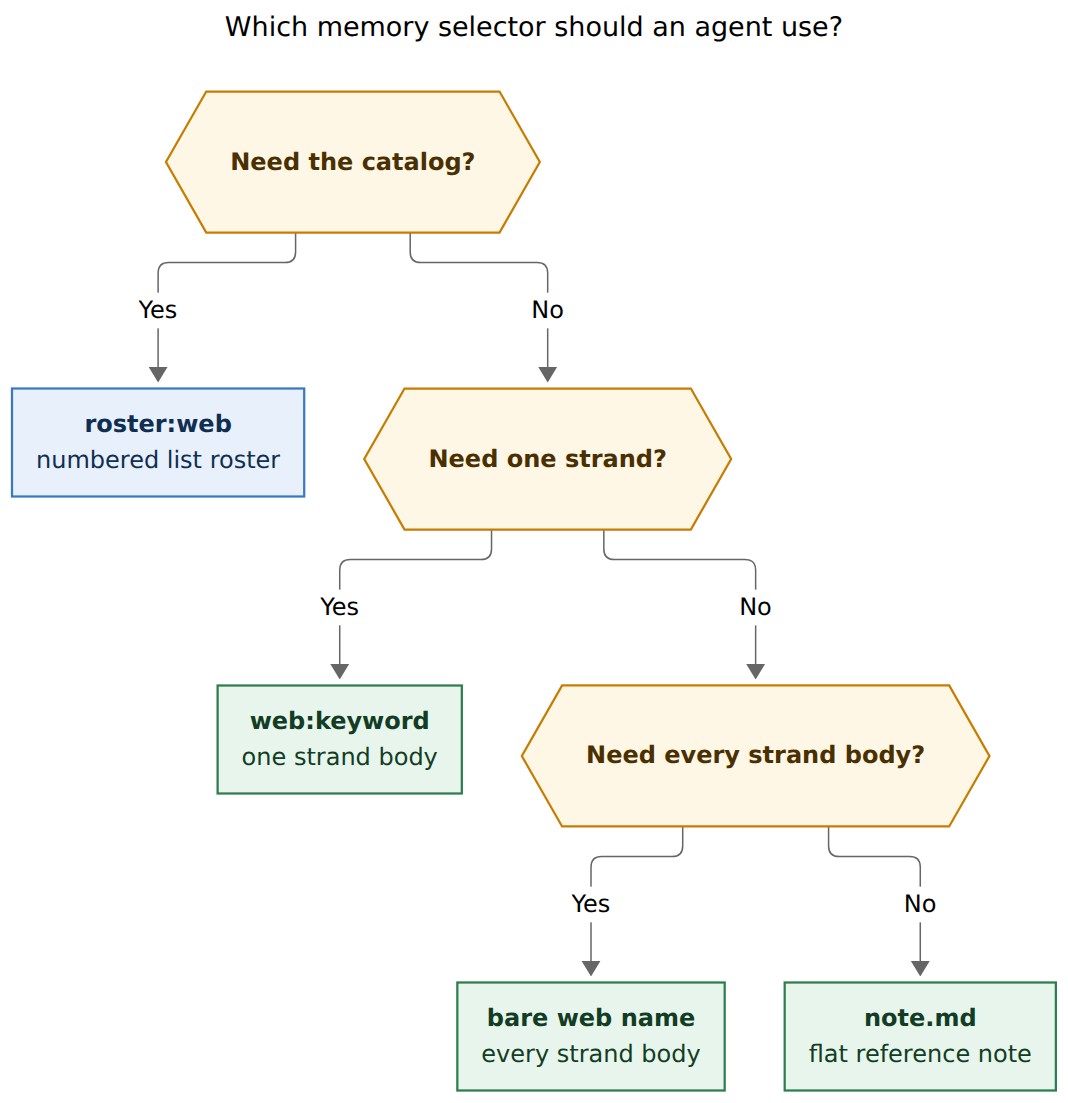 Which memory selector should an agent use?
Need the catalog?
Yes
No
roster:web
numbered list roster
Need one strand?
Yes
No
web:keyword
one strand body
Need every strand body?
Yes
No
bare web name
every strand body
note.md
flat reference note